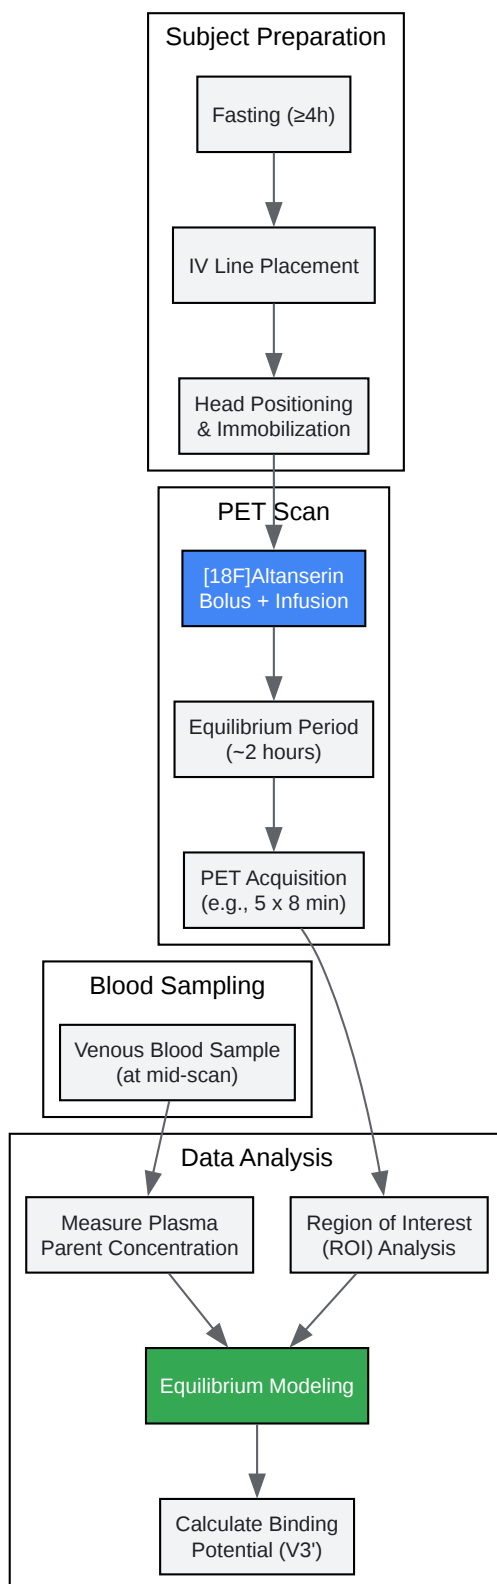 Subject Preparation
Fasting (≥4h)
IV Line Placement
Head Positioning
& Immobilization
PET Scan
[18F]Altanserin
Bolus + Infusion
Equilibrium Period
(~2 hours)
PET Acquisition
(e.g., 5 x 8 min)
Blood Sampling
Venous Blood Sample
(at mid-scan)
Data Analysis
Measure Plasma
Parent Concentration
Region of Interest
(ROI) Analysis
Equilibrium Modeling
Calculate Binding
Potential (V3')